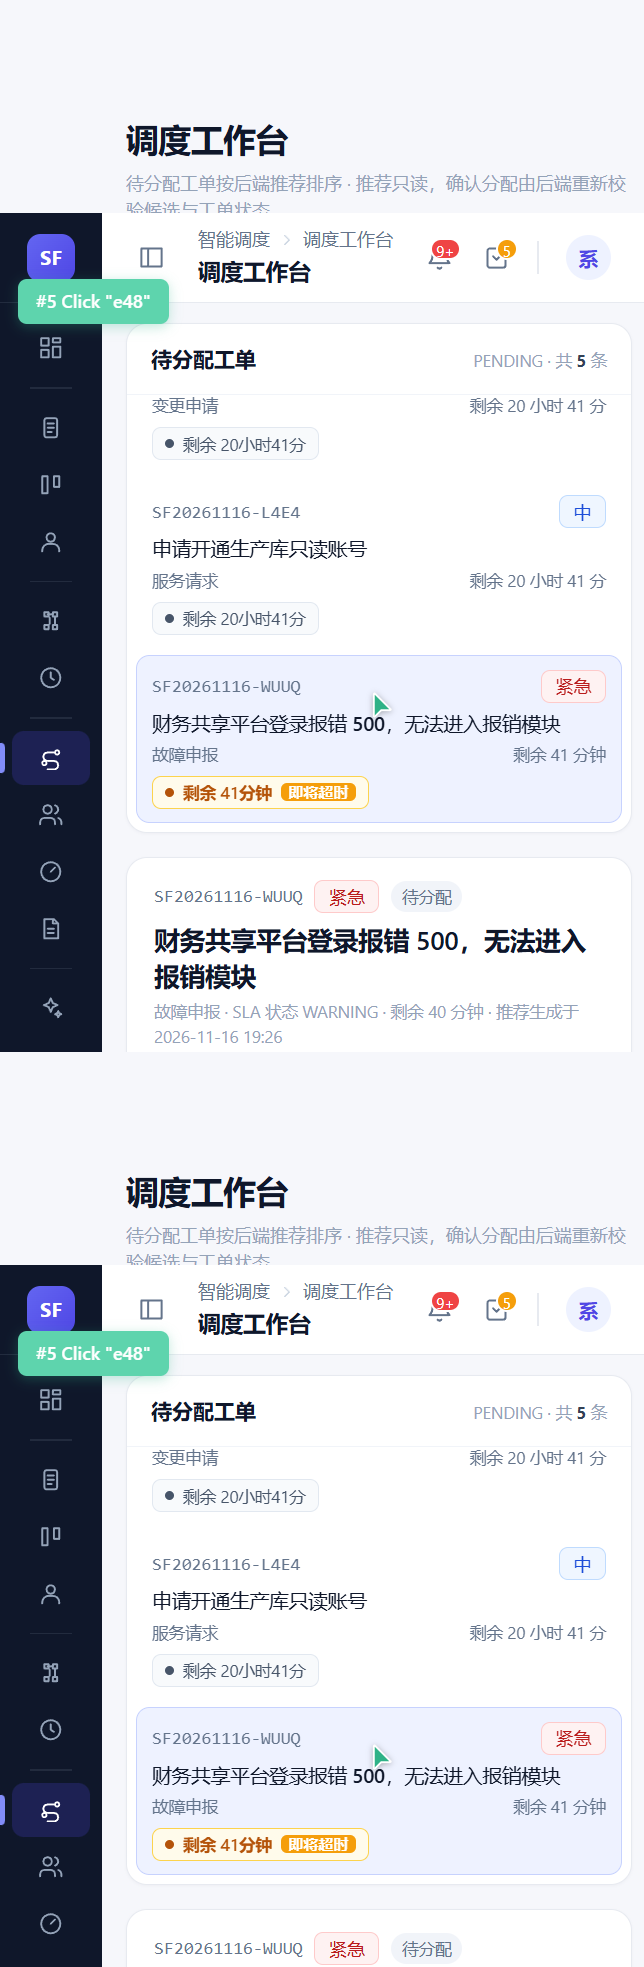 调度工作台
待分配工单按后端推荐排序 · 推荐只读，确认分配由后端重新校
验候选与工单状态
SF
智能调度 > 调度工作台
调度工作台
9+
5
系
#5 Click "e48"
待分配工单
PENDING · 共 5 条
变更申请
剩余 20 小时 41 分
剩余 20小时41分
SF20261116-L4E4
中
申请开通生产库只读账号
服务请求
剩余 20 小时 41 分
剩余 20小时41分
SF20261116-WUUQ
紧急
财务共享平台登录报错 500，无法进入报销模块
故障申报
剩余 41 分钟
剩余 41分钟 即将超时
SF20261116-WUUQ 紧急 待分配
财务共享平台登录报错 500，无法进入
报销模块
故障申报 · SLA 状态 WARNING · 剩余 40 分钟 · 推荐生成于
2026-11-16 19:26
调度工作台
待分配工单按后端推荐排序 · 推荐只读，确认分配由后端重新校
验候选与工单状态
SF
智能调度 > 调度工作台
调度工作台
9+
5
系
#5 Click "e48"
待分配工单
PENDING · 共 5 条
变更申请
剩余 20 小时 41 分
剩余 20小时41分
SF20261116-L4E4
中
申请开通生产库只读账号
服务请求
剩余 20 小时 41 分
剩余 20小时41分
SF20261116-WUUQ
紧急
财务共享平台登录报错 500，无法进入报销模块
故障申报
剩余 41 分钟
剩余 41分钟 即将超时
SF20261116-WUUQ 紧急 待分配